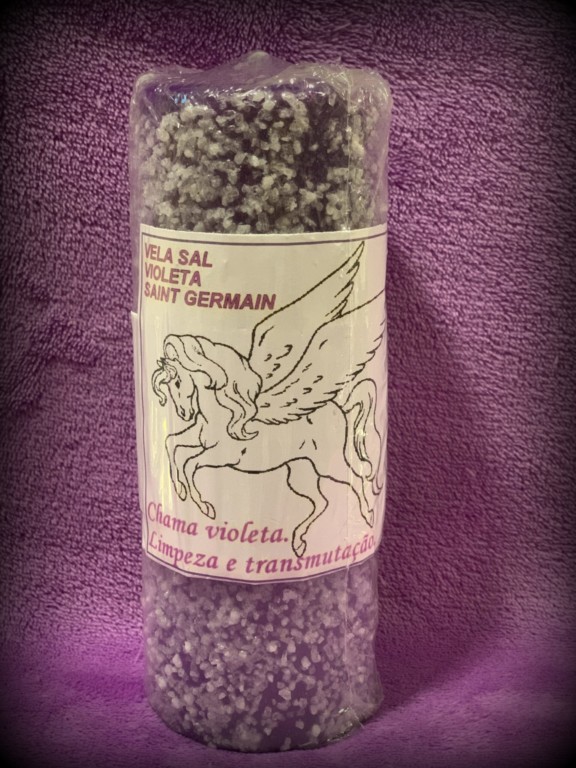 VELA SAL
VIOLETA
SAINT GERMAIN
Chama violeta.
Limpeza e transmutação.